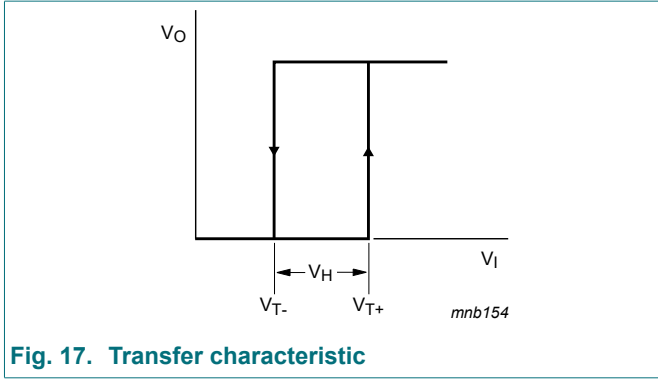 VO
VI
VH
VT- VT+
mnb154
Fig. 17. Transfer characteristic